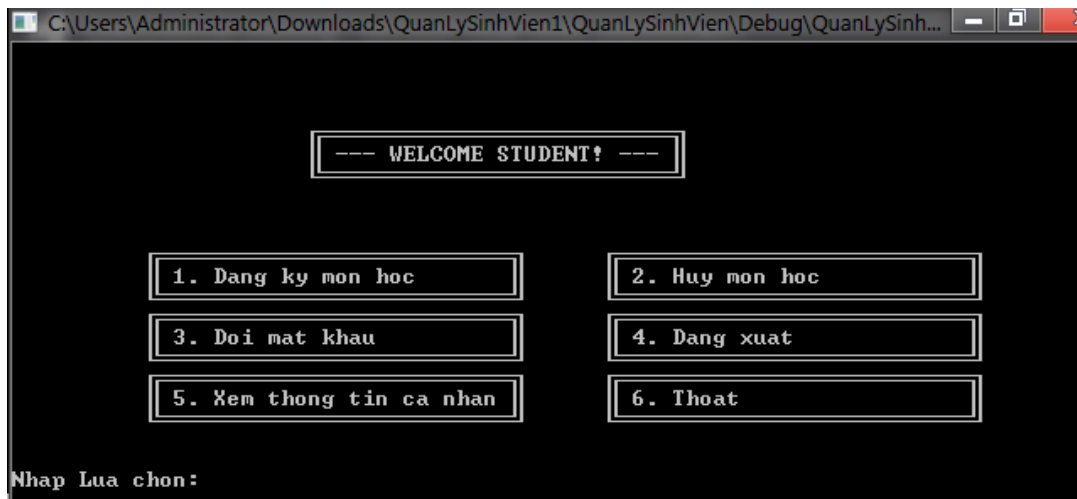 C:\Users\Administrator\Downloads\QuanLySinhVien1\QuanLySinhVien\Debug\QuanLySinh...
--- WELCOME STUDENT! ---
1. Dang ky mon hoc
2. Huy mon hoc
3. Doi mat khau
4. Dang xuat
5. Xem thong tin ca nhan
6. Thoat
Nhap Lua chon: